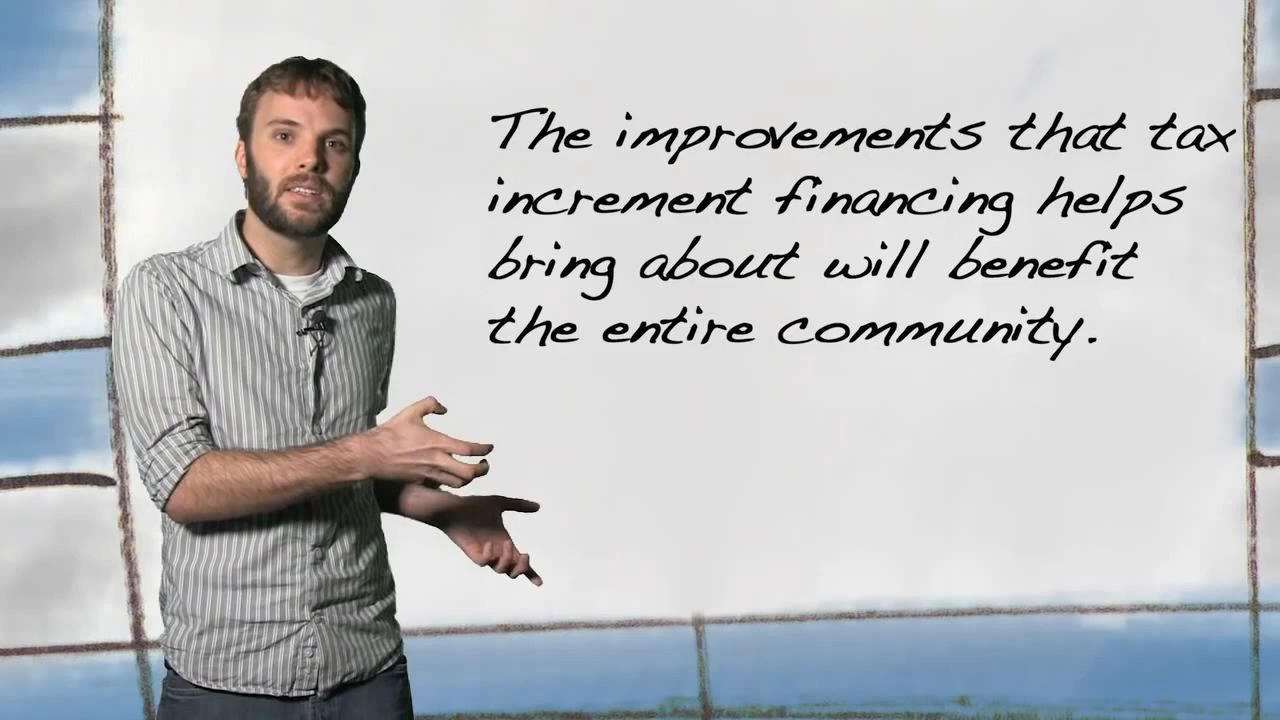 The improvements that tax
increment financing helps
bring about will benefit
the entire community.